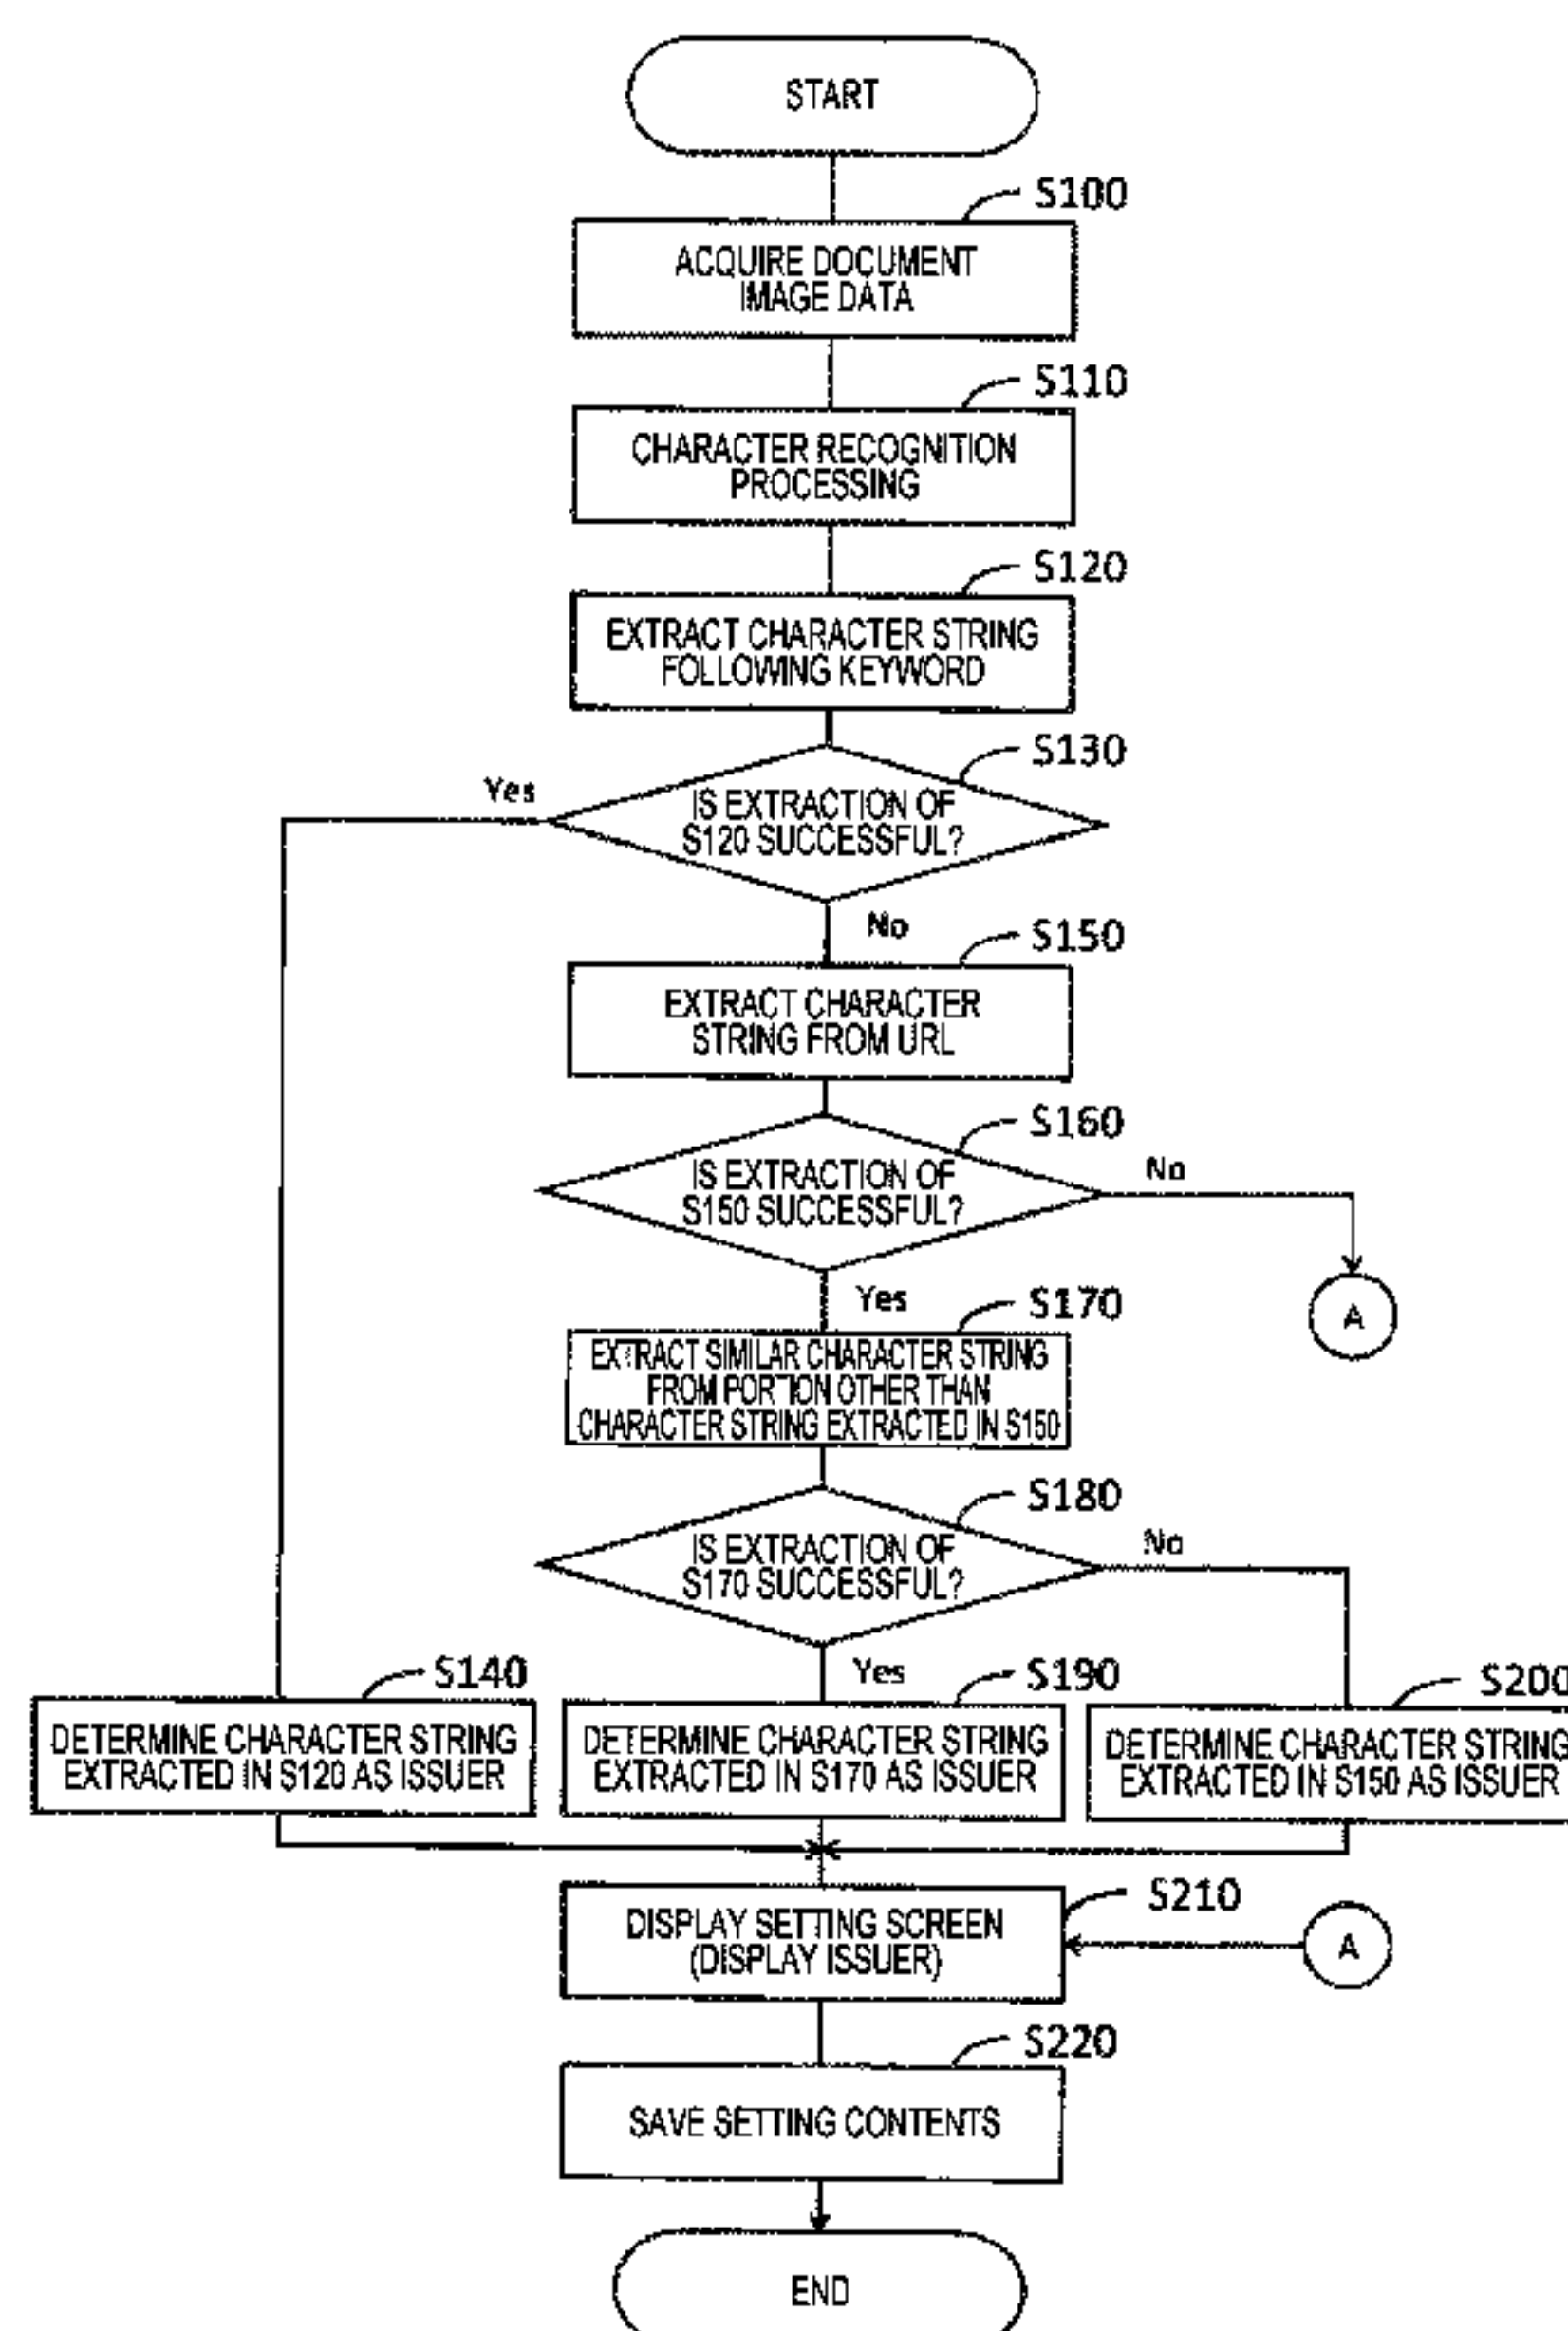 START
S100
ACQUIRE DOCUMENT
IMAGE DATA
S110
CHARACTER RECOGNITION
PROCESSING
S120
EXTRACT CHARACTER STRING
FOLLOWING KEYWORD
S130
Yes
IS EXTRACTION OF
S120 SUCCESSFUL?
No
S150
EXTRACT CHARACTER
STRING FROM URL
S160
IS EXTRACTION OF
S150 SUCCESSFUL?
No
A
Yes
S170
EXTRACT SIMILAR CHARACTER STRING
FROM PORTION OTHER THAN
CHARACTER STRING EXTRACTED IN S150
S180
IS EXTRACTION OF
S170 SUCCESSFUL?
No
Yes
S140
DETERMINE CHARACTER STRING
EXTRACTED IN S120 AS ISSUER
S190
DETERMINE CHARACTER STRING
EXTRACTED IN S170 AS ISSUER
S200
DETERMINE CHARACTER STRING
EXTRACTED IN S150 AS ISSUER
S210
DISPLAY SETTING SCREEN
(DISPLAY ISSUER)
A
S220
SAVE SETTING CONTENTS
END